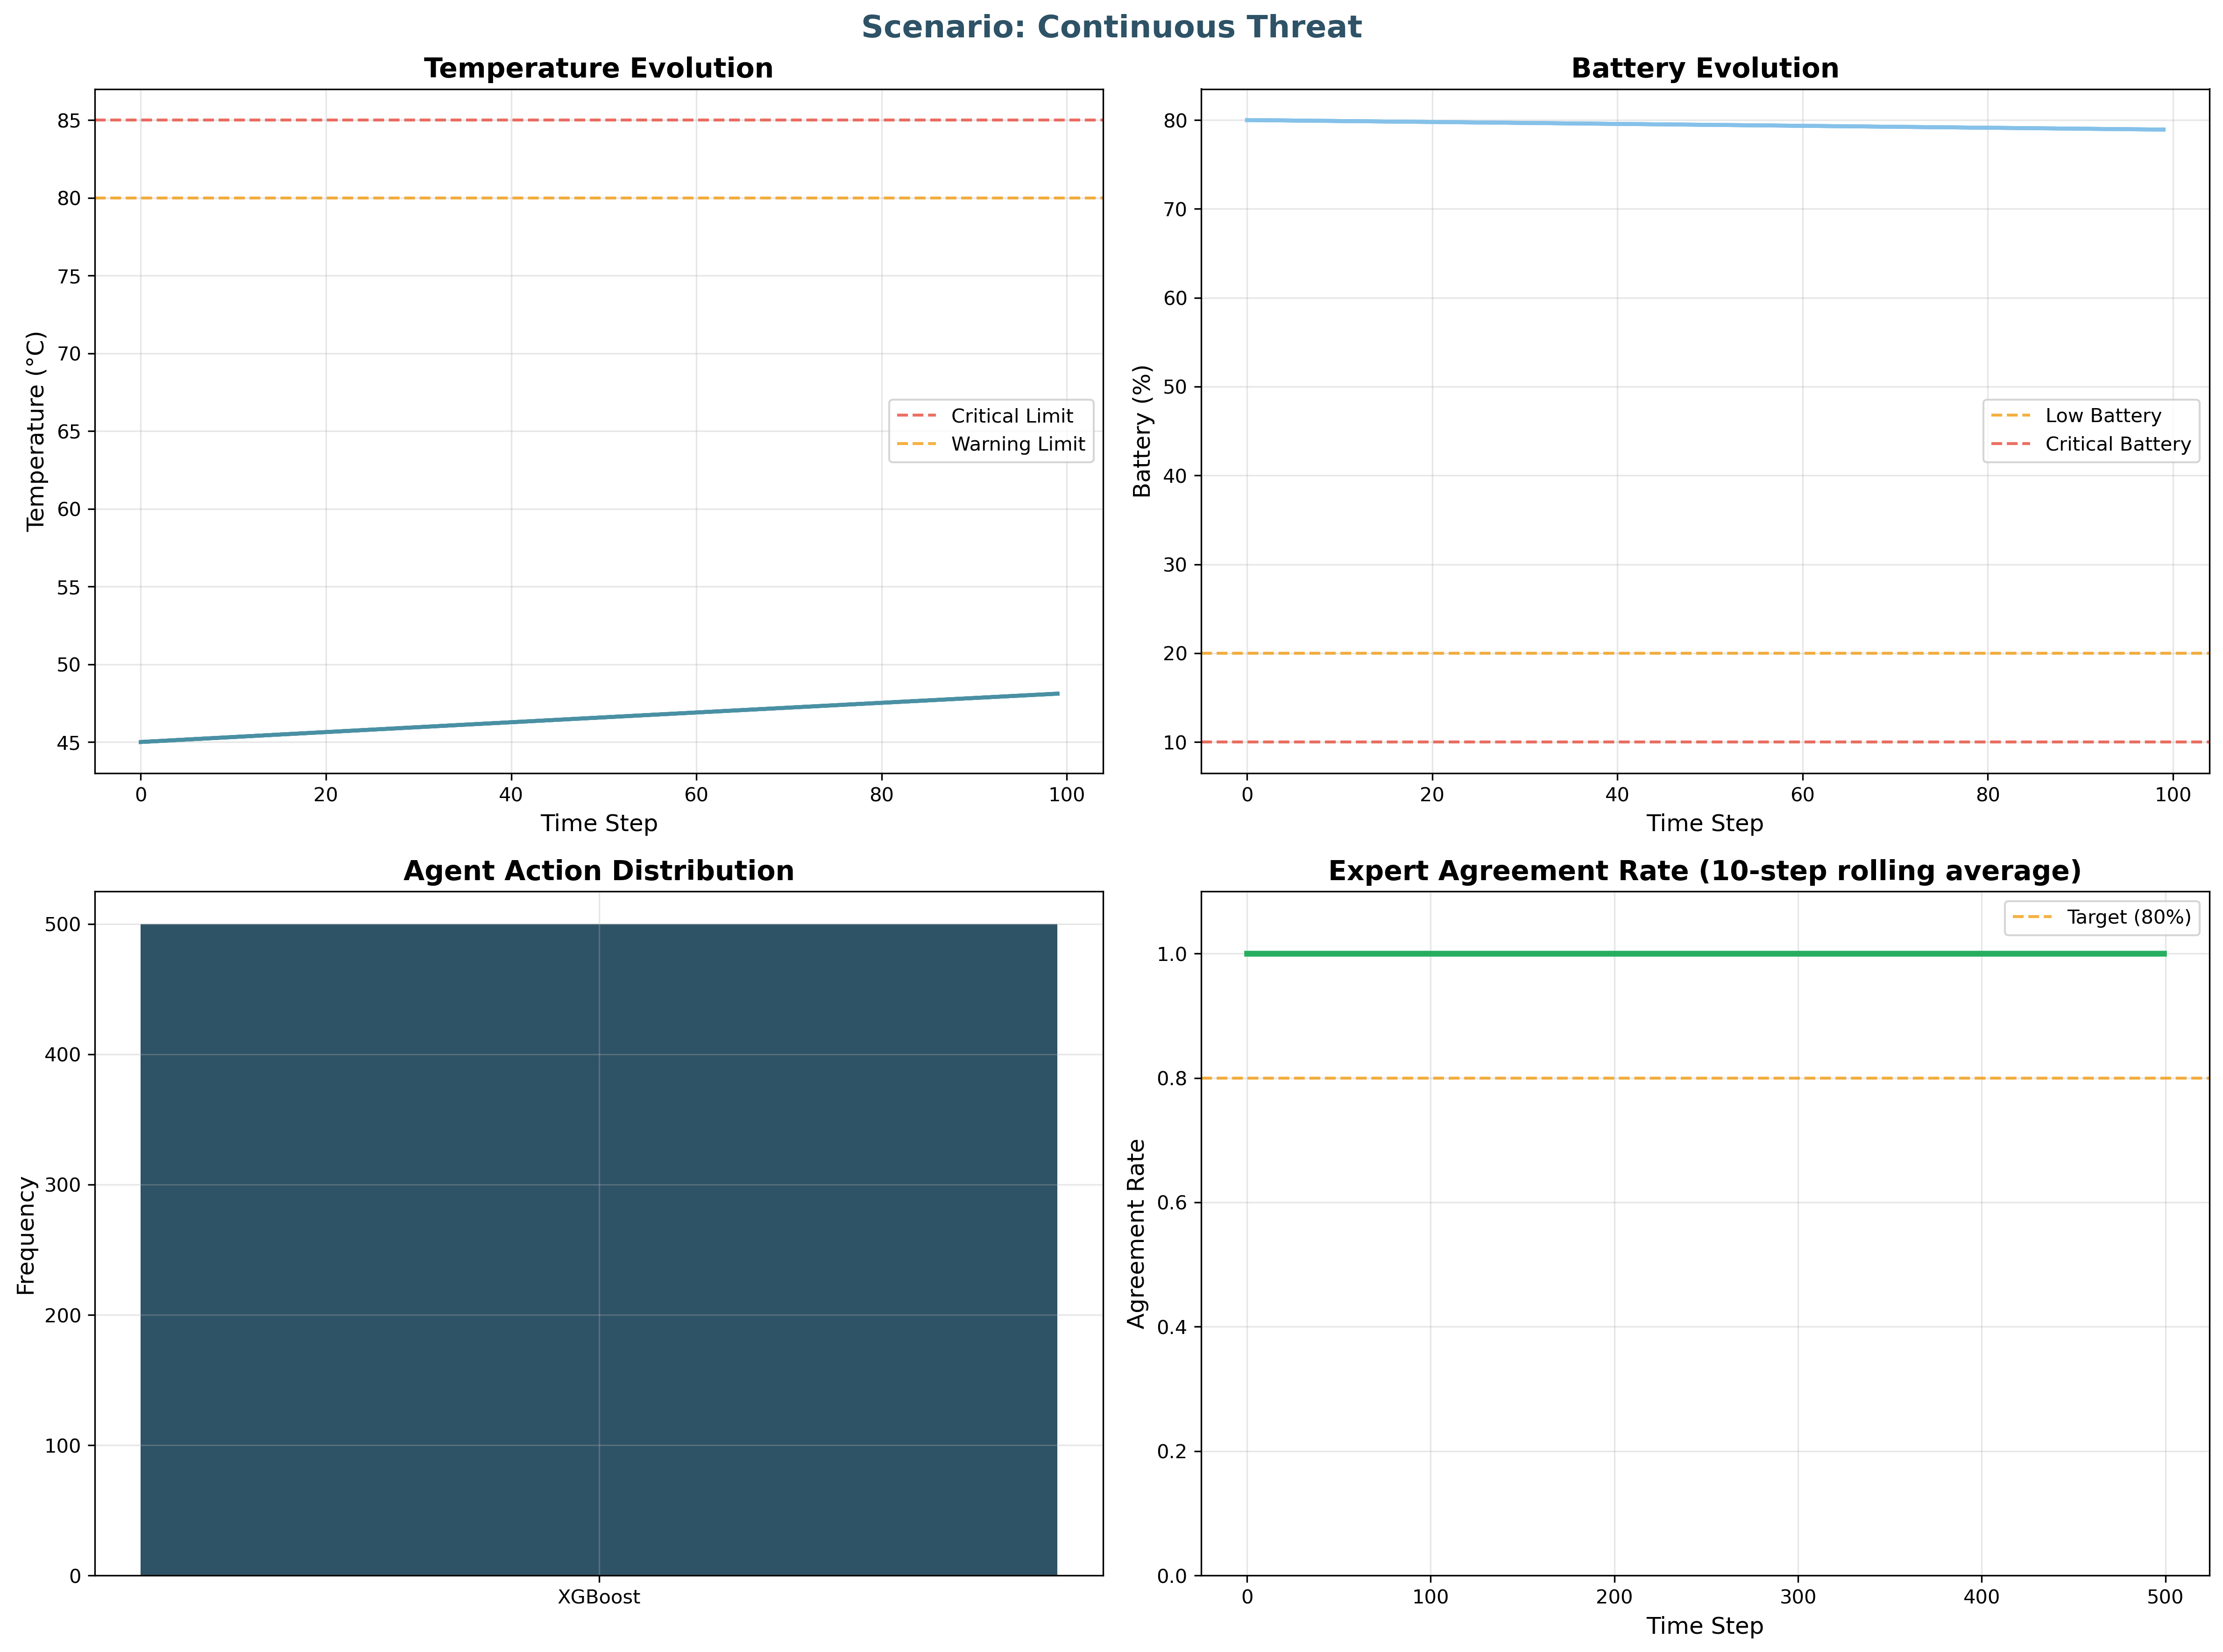 Scenario: Continuous Threat
Temperature Evolution
Temperature (°C)
85
80
75
70
65
60
55
50
45
Critical Limit
Warning Limit
0 20 40 60 80 100
Time Step
Battery Evolution
Battery (%)
80
70
60
50
40
30
20
10
Low Battery
Critical Battery
0 20 40 60 80 100
Time Step
Agent Action Distribution
Frequency
500
400
300
200
100
0
XGBoost
Expert Agreement Rate (10-step rolling average)
Agreement Rate
Target (80%)
1.0
0.8
0.6
0.4
0.2
0.0
0 100 200 300 400 500
Time Step